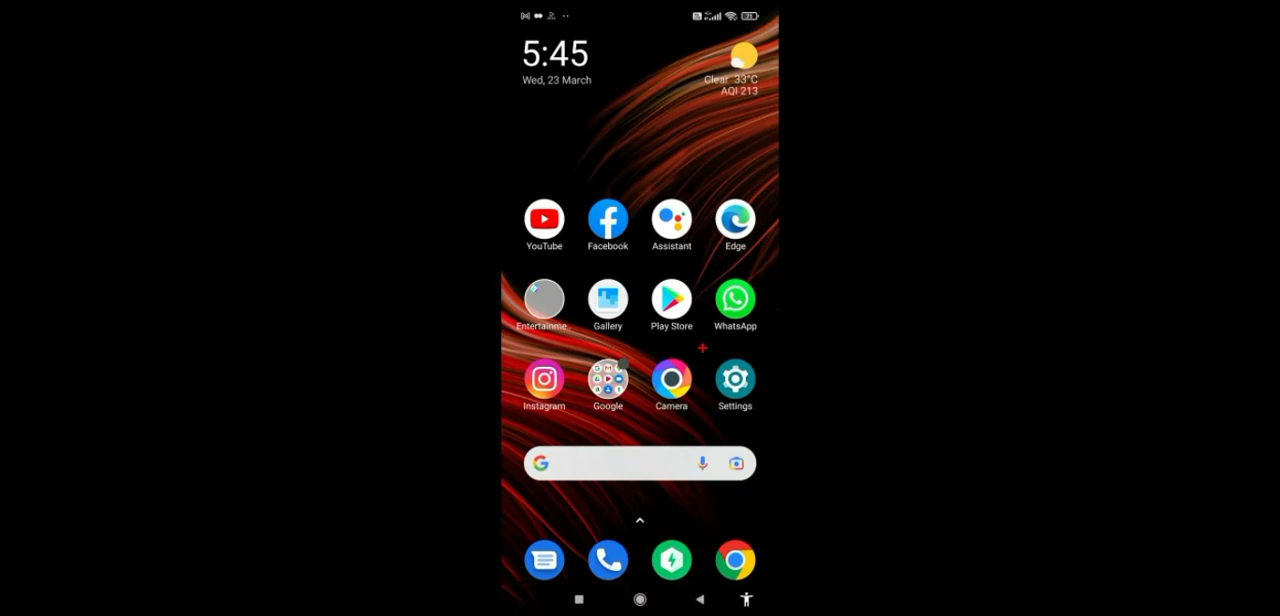 5:45
Wed, 23 March
Clear 33°C
AQI 213
YouTube Facebook Assistant Edge
Entertainme Gallery Play Store WhatsApp
Instagram Google Camera Settings